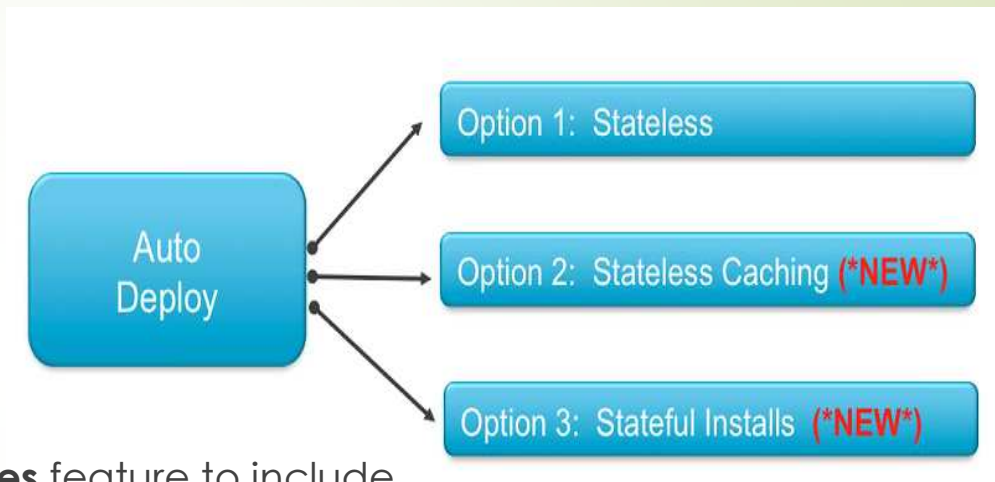 Option 1: Stateless
Auto
Deploy
Option 2: Stateless Caching (*NEW*)
Option 3: Stateful Installs (*NEW*)
es feature to include